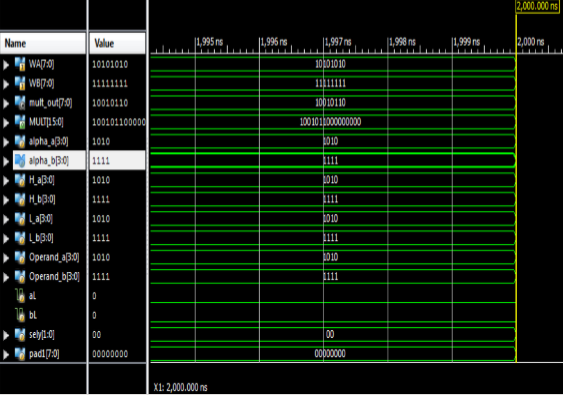 2,000.000 ns
Name Value 1,995 ns 1,996 ns 1,997 ns 1,998 ns 1,999 ns 2,000 ns
WA[7:0] 10101010 10101010
WB[7:0] 11111111 11111111
mult_out[7:0] 10010110 10010110
MULT[15:0] 100101100000 1001011000000000
alpha_a[3:0] 1010 1010
alpha_b[3:0] 1111 1111
H_a[3:0] 1010 1010
H_b[3:0] 1111 1111
L_a[3:0] 1010 1010
L_b[3:0] 1111 1111
Operand_a[3:0] 1010 1010
Operand_b[3:0] 1111 1111
aL 0
bL 0
sely[1:0] 00 00
pad1[7:0] 00000000 00000000
X1: 2,000.000 ns